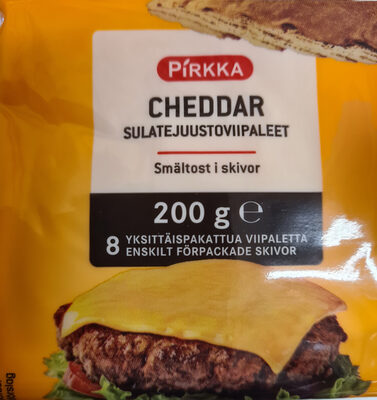 PIRKKA
CHEDDAR
SULATEJUUSTOVIIPALEET
Smältost i skivor
200 g ℮
8 YKSITTÄISPAKATTUA VIIPALETTA
ENSKILT FÖRPACKADE SKIVOR